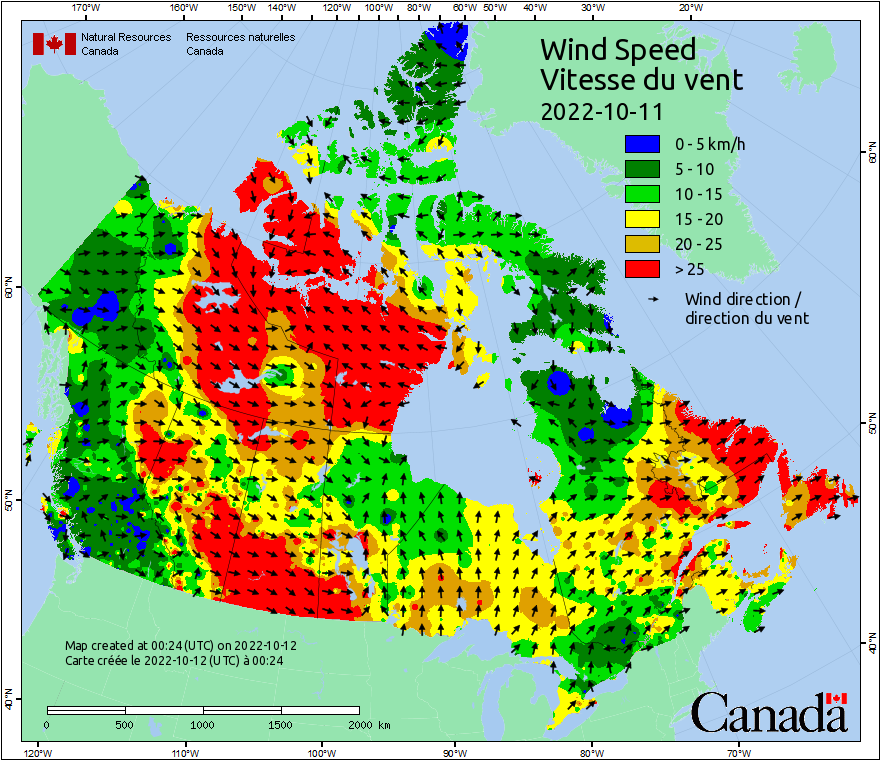 170°W 160°W 150°W 140°W 130°W 120°W 110°W 100°W 90°W 80°W 70°W 60°W 50°W 40°W 30°W 20°W
Natural Resources Canada
Ressources naturelles Canada
Wind Speed
Vitesse du vent
2022-10-11
0 - 5 km/h
5 - 10
10 - 15
15 - 20
20 - 25
> 25
Wind direction /
direction du vent
60°N
50°N
40°N
60°N
50°N
40°N
Map created at 00:24 (UTC) on 2022-10-12
Carte créée le 2022-10-12 (UTC) à 00:24
0 500 1000 1500 2000 km
Canada
120°W 110°W 100°W 90°W 80°W 70°W